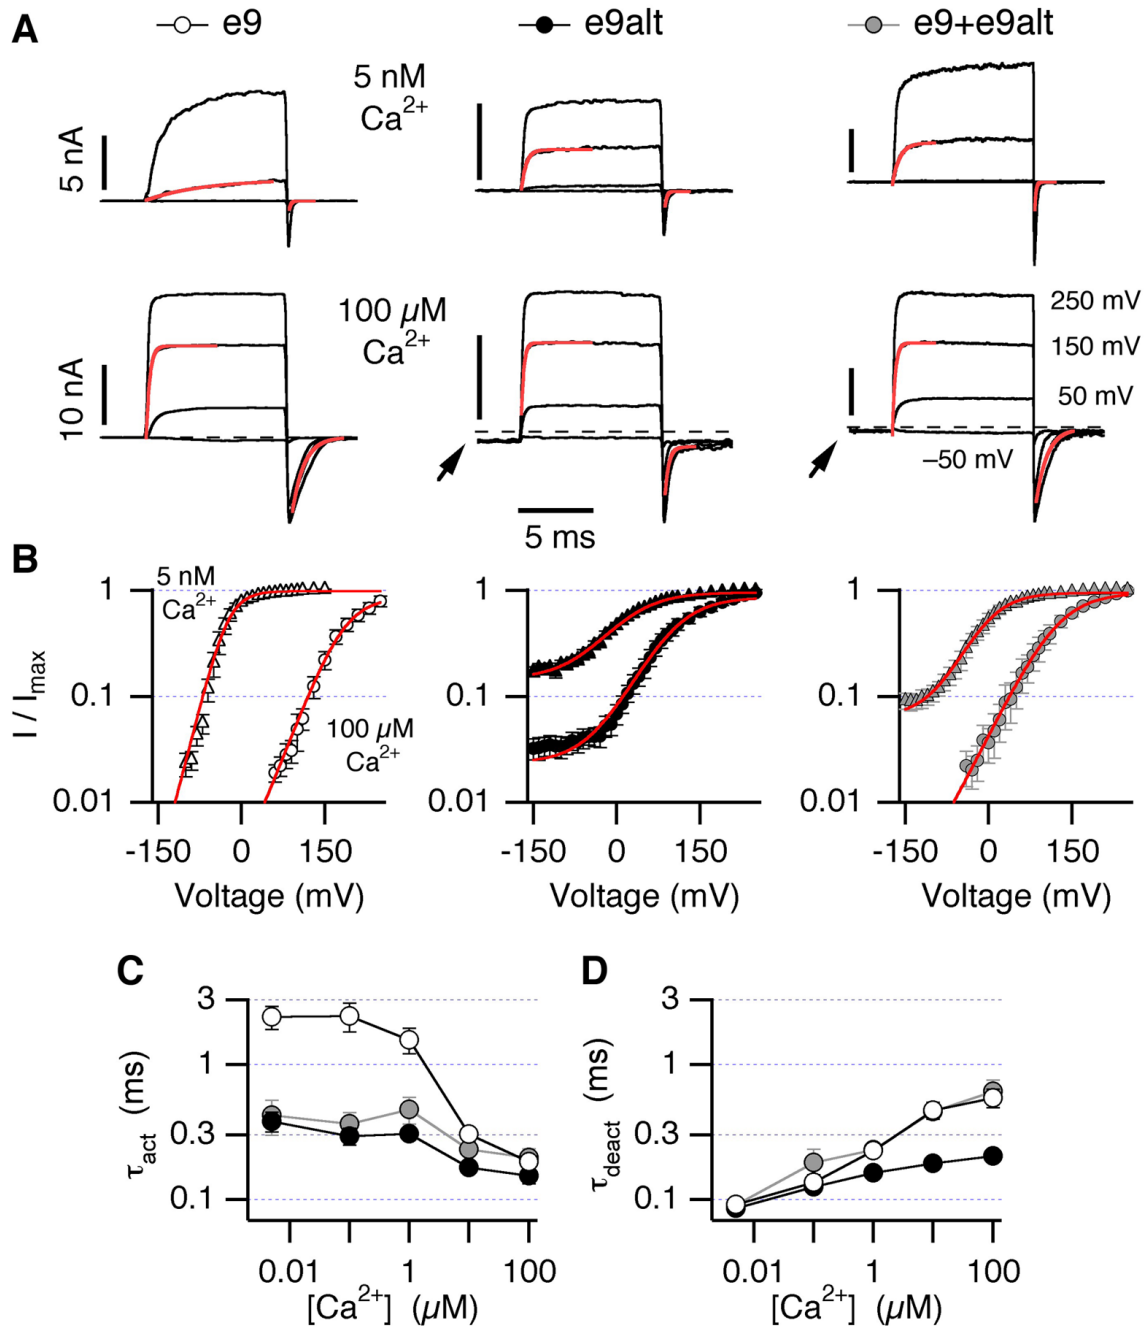 A
e9
e9alt
e9+e9alt
5 nM
Ca2+
5 nA
100 µM
Ca2+
10 nA
250 mV
150 mV
50 mV
–50 mV
5 ms
B
5 nM
Ca2+
100 µM
Ca2+
I / Imax
1
0.1
0.01
-150
0
150
Voltage (mV)
1
0.1
0.01
-150
0
150
Voltage (mV)
1
0.1
0.01
-150
0
150
Voltage (mV)
C
τact (ms)
3
1
0.3
0.1
0.01
1
100
[Ca2+] (µM)
D
τdeact (ms)
3
1
0.3
0.1
0.01
1
100
[Ca2+] (µM)